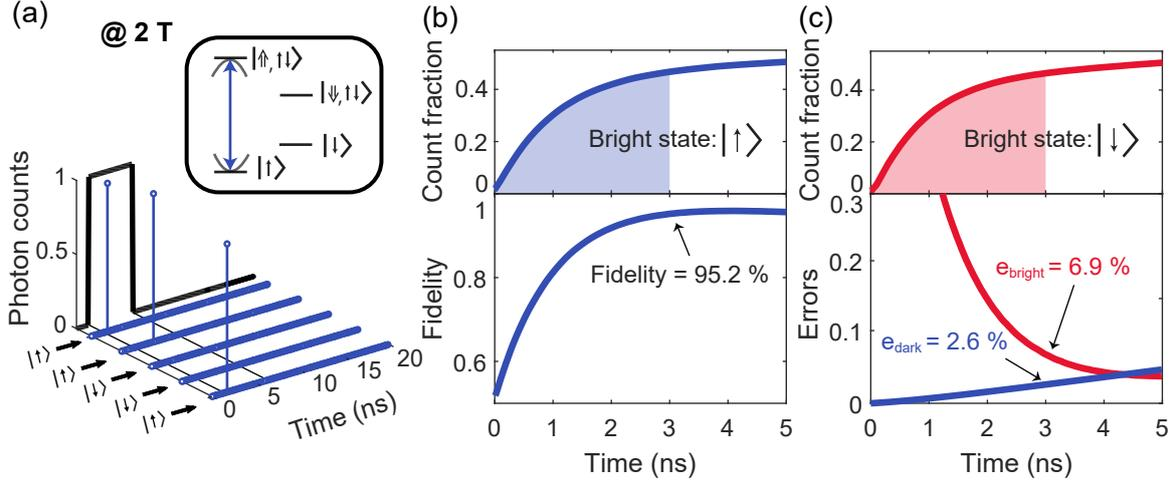 (a)
@ 2 T
|⇑,↑↓⟩
|⇓,↑↓⟩
|↓⟩
|↑⟩
Photon counts
1
0.5
0
|↑⟩
|↑⟩
|↓⟩
|↓⟩
|↑⟩
0
5
10
15
20
Time (ns)
(b)
Count fraction
0.4
0.2
0
Bright state:|↑⟩
Fidelity
1
0.8
0.6
Fidelity = 95.2 %
0 1 2 3 4 5
Time (ns)
(c)
Count fraction
0.4
0.2
0
Bright state:|↓⟩
Errors
0.3
0.2
0.1
0
ebright = 6.9 %
edark = 2.6 %
0 1 2 3 4 5
Time (ns)